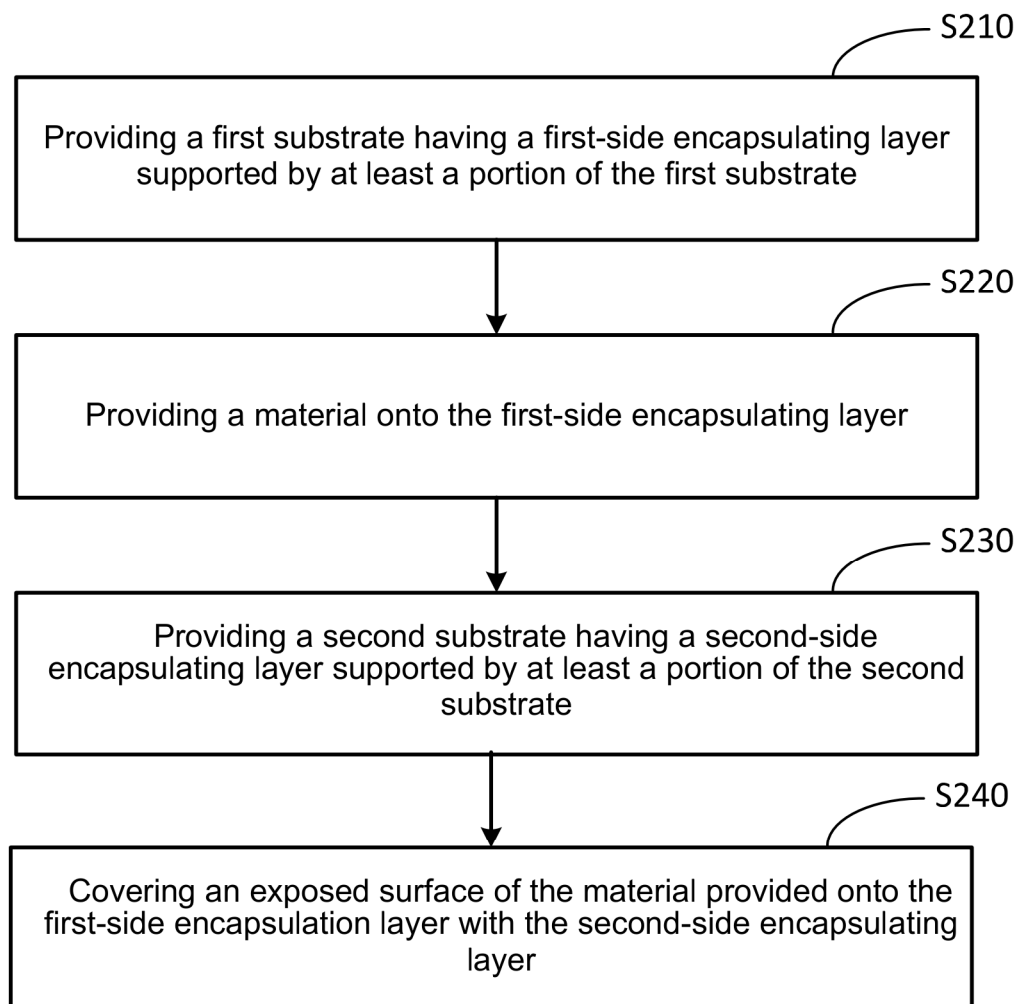 S210
Providing a first substrate having a first-side encapsulating layer
supported by at least a portion of the first substrate
S220
Providing a material onto the first-side encapsulating layer
S230
Providing a second substrate having a second-side
encapsulating layer supported by at least a portion of the second
substrate
S240
Covering an exposed surface of the material provided onto the
first-side encapsulation layer with the second-side encapsulating
layer